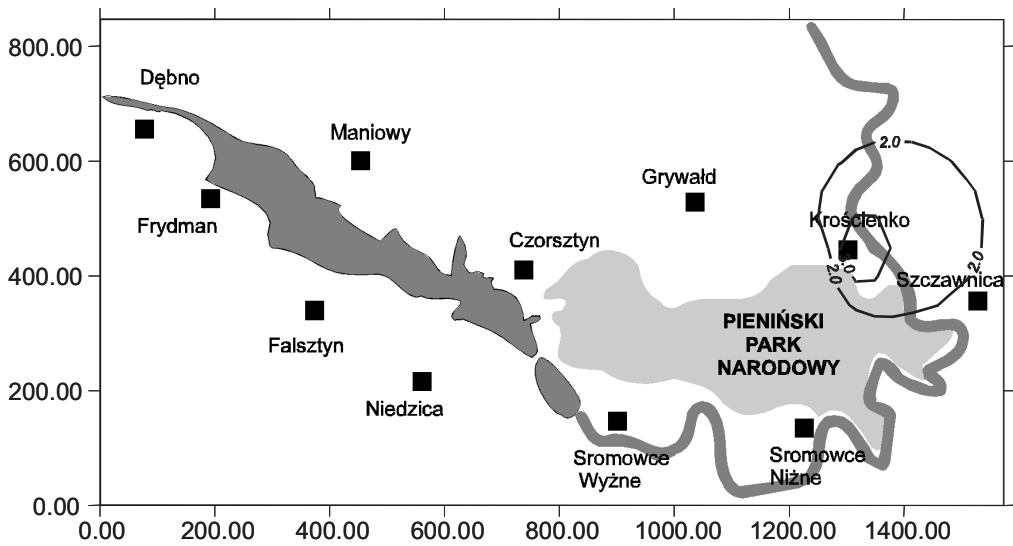 800.00
Dębno
Maniowy
600.00
Grywałd
Frydman
Krościenko
Czorsztyn
400.00
Szczawnica
2.0
2.0
2.0
Falsztyn
PIENIŃSKI
PARK
NARODOWY
200.00
Niedzica
Sromowce
Wyżne
Sromowce
Niżne
0.00
0.00
200.00
400.00
600.00
800.00
1000.00
1200.00
1400.00